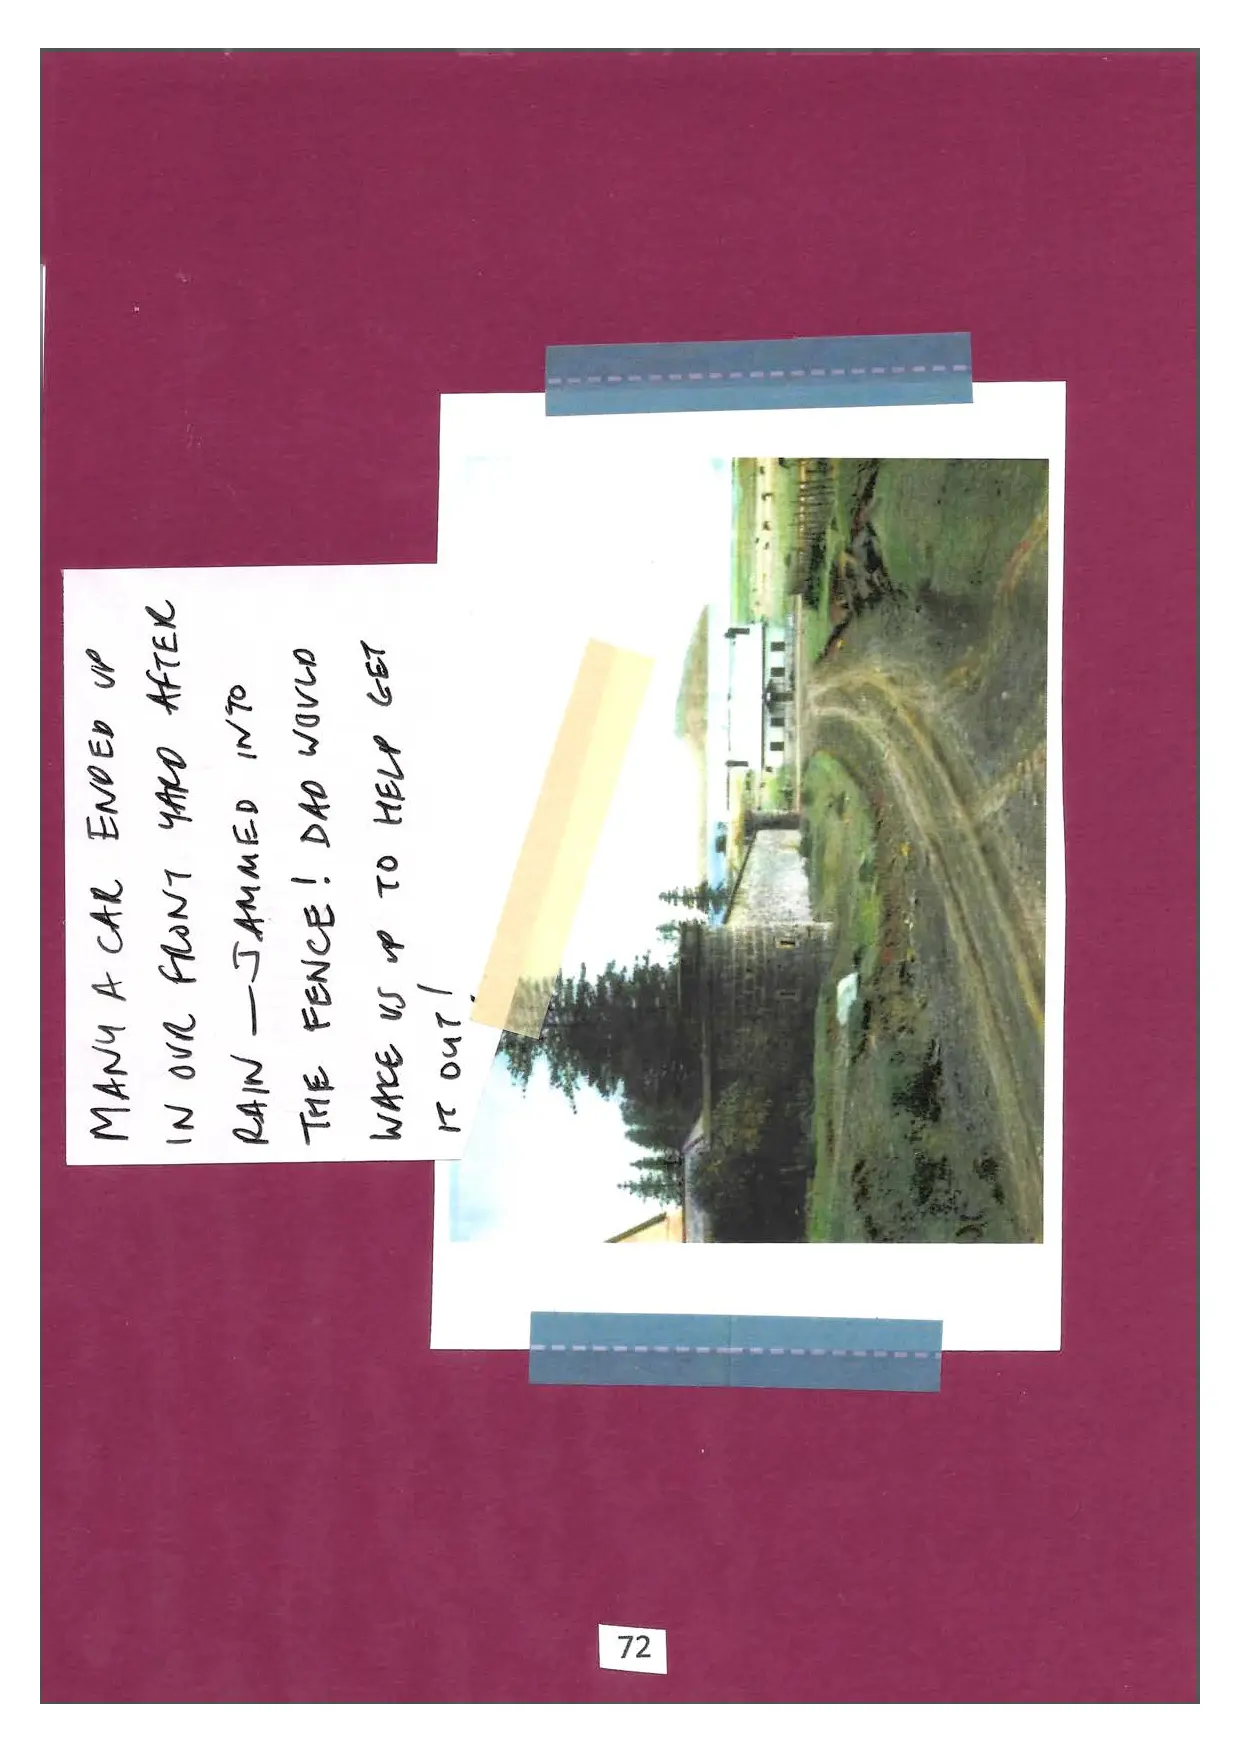 MANY A CAR ENDED UP
IN OUR FRONT YARD AFTER
RAIN — JAMMED INTO
THE FENCE! DAD WOULD
WAKE US UP TO HELP GET
IT OUT!
72